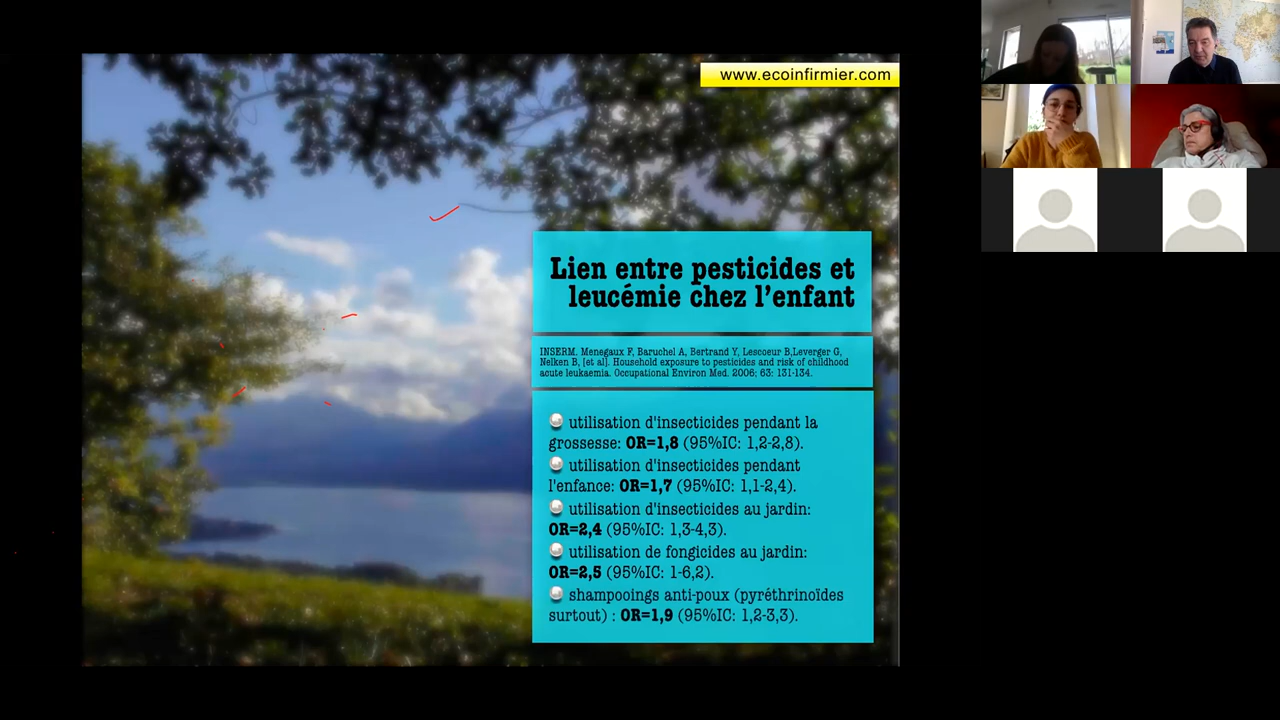 www.ecoinfirmier.com
Lien entre pesticides et
leucémie chez l'enfant
INSERM. Menegaux F, Baruchel A, Bertrand Y, Lescoeur B,Leverger G,
Nelken B, [et al]. Household exposure to pesticides and risk of childhood
acute leukaemia. Occupational Environ Med. 2006; 63: 131-134.
utilisation d'insecticides pendant la
grossesse: OR=1,8 (95%IC: 1,2-2,8).
utilisation d'insecticides pendant
l'enfance: OR=1,7 (95%IC: 1,1-2,4).
utilisation d'insecticides au jardin:
OR=2,4 (95%IC: 1,3-4,3).
utilisation de fongicides au jardin:
OR=2,5 (95%IC: 1-6,2).
shampooings anti-poux (pyréthrinoïdes
surtout) : OR=1,9 (95%IC: 1,2-3,3).